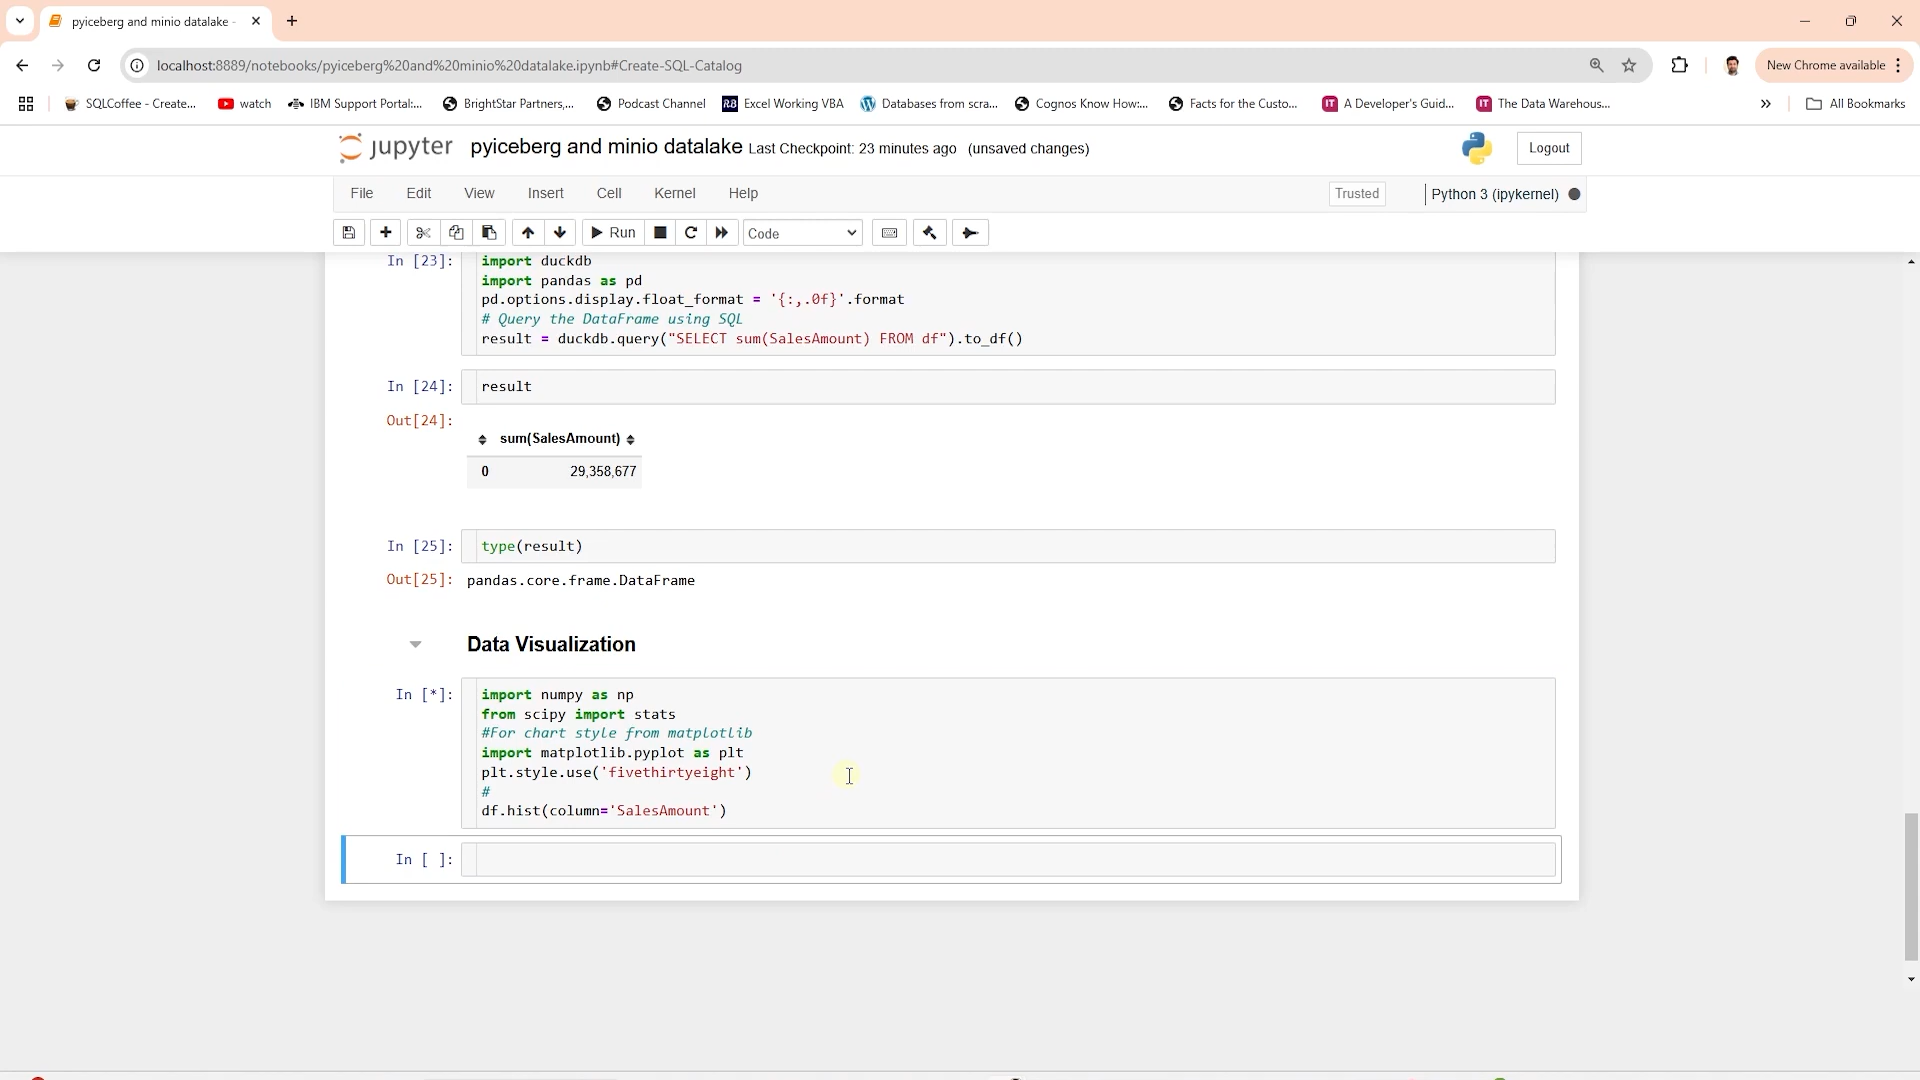 pyiceberg and minio datalake -
localhost:8889/notebooks/pyiceberg%20and%20minio%20datalake.ipynb#Create-SQL-Catalog
New Chrome available
SQLCoffee - Create...
watch
IBM Support Portal:...
BrightStar Partners,...
Podcast Channel
Excel Working VBA
Databases from scra...
Cognos Know How:...
Facts for the Custo...
A Developer's Guid...
The Data Warehous...
All Bookmarks
jupyter pyiceberg and minio datalake Last Checkpoint: 23 minutes ago (unsaved changes)
Logout
File Edit View Insert Cell Kernel Help
Trusted
Python 3 (ipykernel)
Run
Code
In [23]: import duckdb
import pandas as pd
pd.options.display.float_format = '{:,.0f}'.format
# Query the DataFrame using SQL
result = duckdb.query("SELECT sum(SalesAmount) FROM df").to_df()
In [24]: result
Out[24]:
sum(SalesAmount)
0 29,358,677
In [25]: type(result)
Out[25]: pandas.core.frame.DataFrame
Data Visualization
In [*]: import numpy as np
from scipy import stats
#For chart style from matplotlib
import matplotlib.pyplot as plt
plt.style.use('fivethirtyeight')
#
df.hist(column='SalesAmount')
In [ ]: